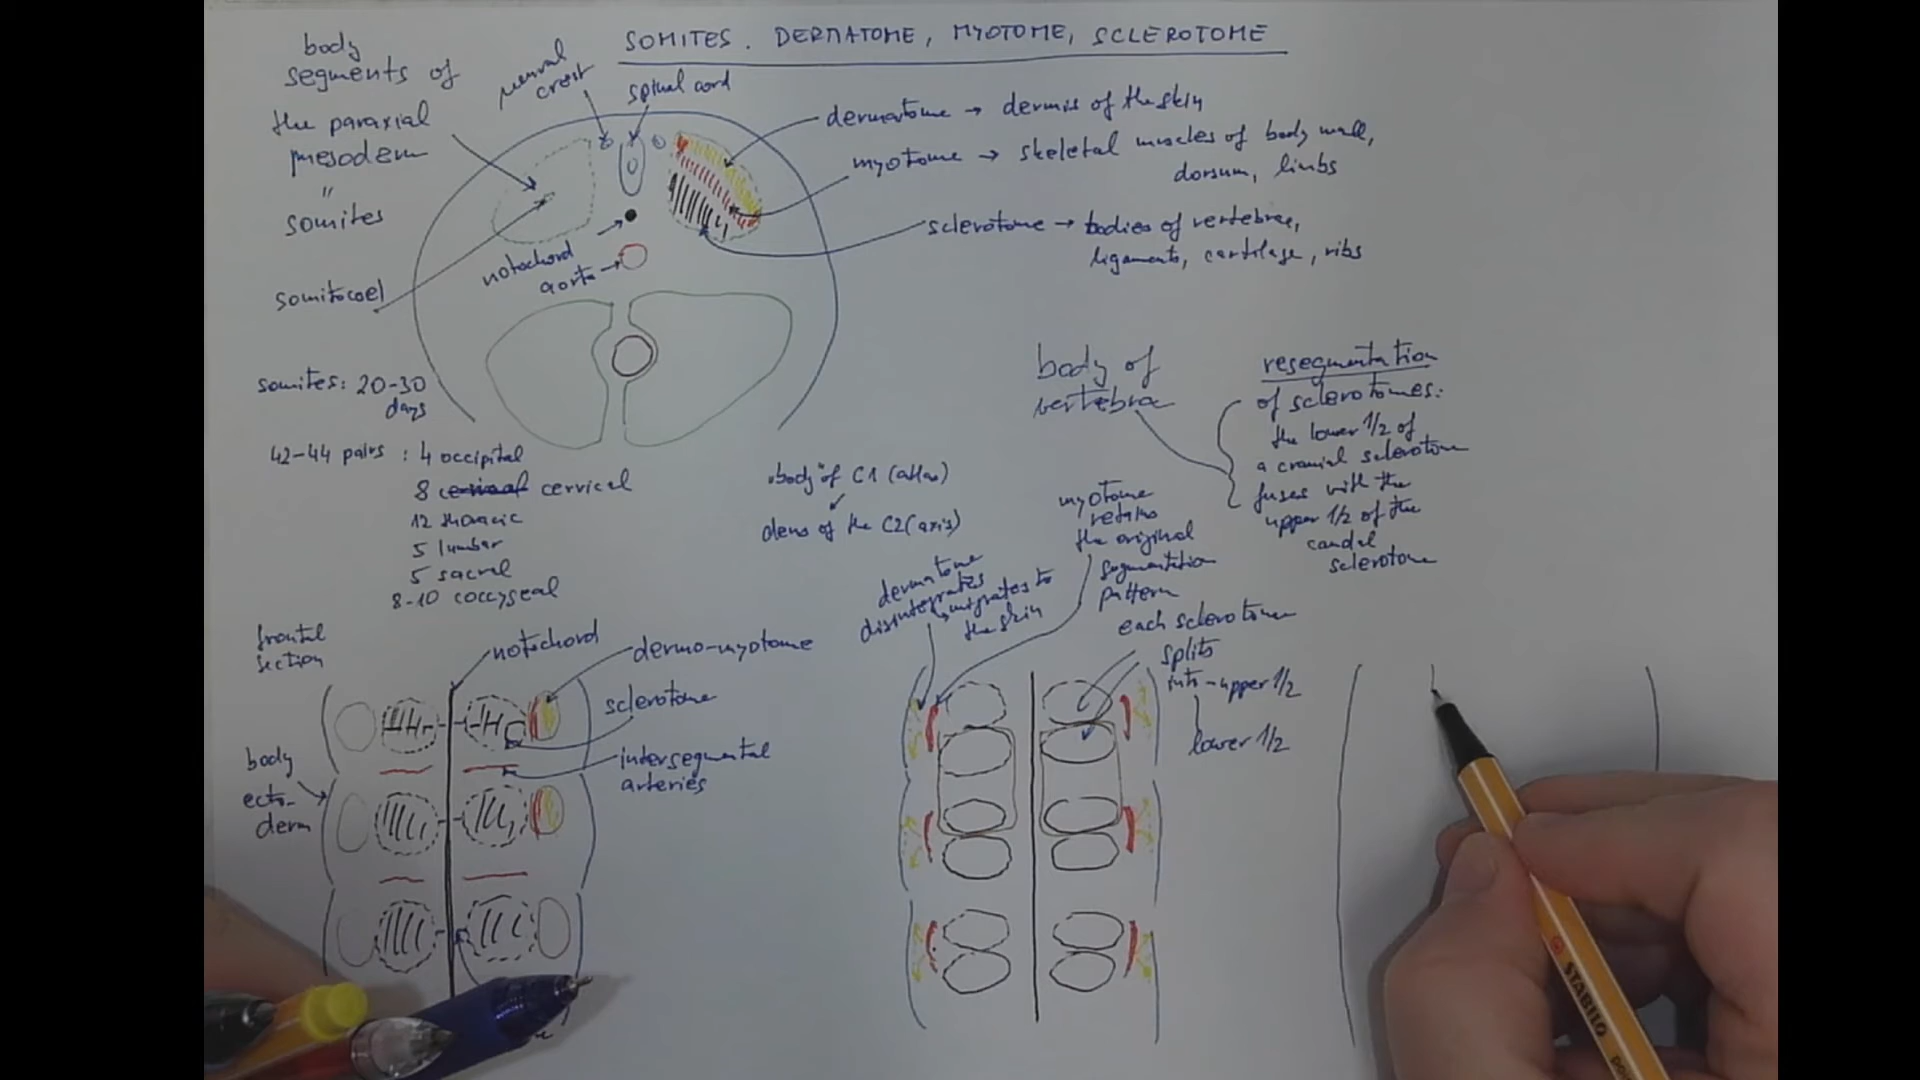 SOMITES. DERMATOME, MYOTOME, SCLEROTOME
body
segments of
the paraxial
mesoderm
"
somites
neural
crest
spinal cord
dermatome → dermis of the skin
myotome → skeletal muscles of body wall,
dorsum, limbs
sclerotome → bodies of vertebrae,
ligaments, cartilage, ribs
notochord
aorta
somitocoel
somites: 20-30
days
42-44 pairs : 4 occipital
8 cervical
12 thoracic
5 lumbar
5 sacral
8-10 coccygeal
body of
vertebrae
resegmentation
of sclerotomes:
the lower 1/2 of
a cranial sclerotome
fuses with the
upper 1/2 of the
caudal
sclerotome
"body" of C1 (atlas)
dens of the C2 (axis)
dermatome
disintegrates
migrates to
the skin
myotome
retains
the original
segmentation
pattern
each sclerotome
splits
into - upper 1/2
lower 1/2
frontal
section
notochord
dermo-myotome
sclerotome
intersegmental
arteries
body
ecto-
derm
STABILO